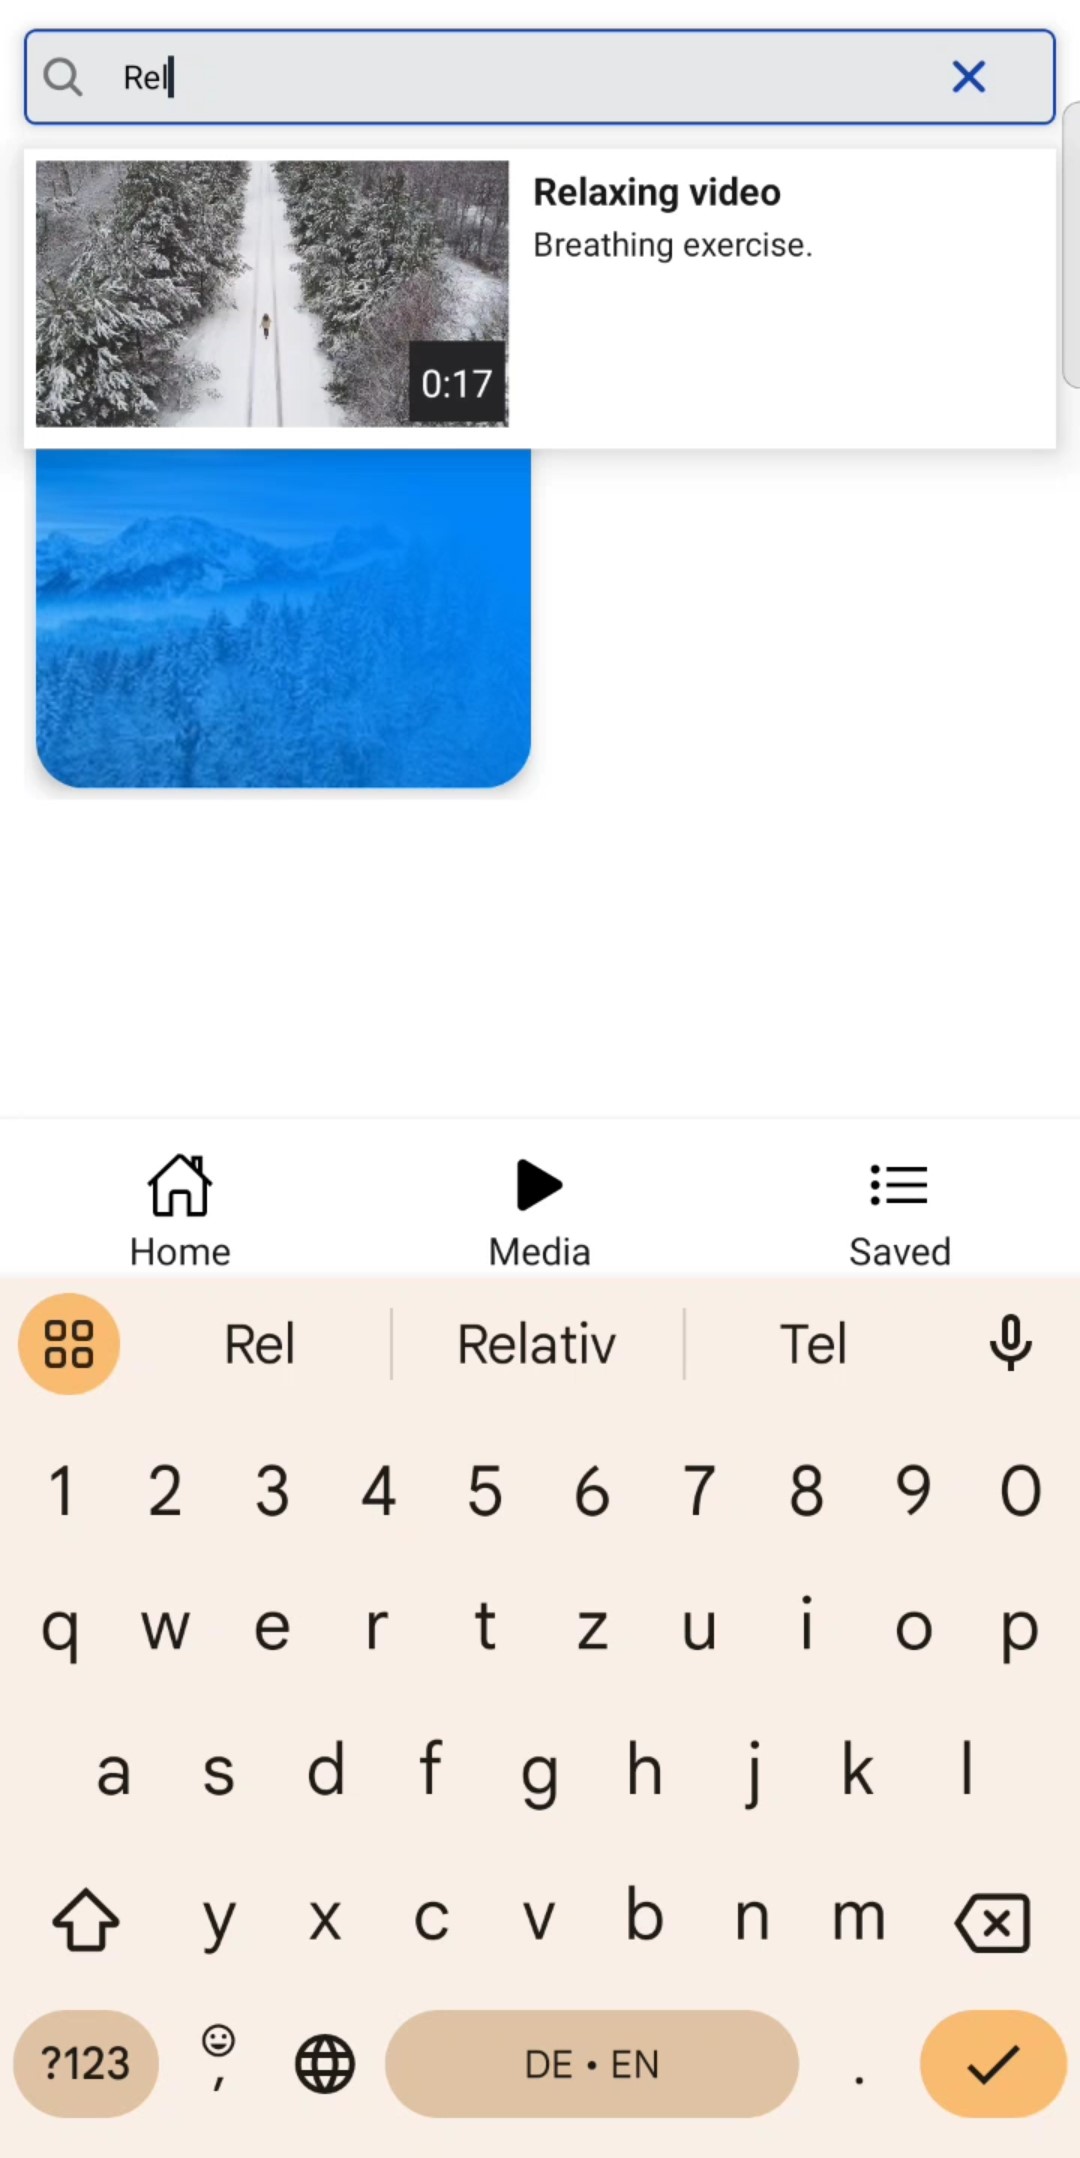 Rel
Relaxing video
Breathing exercise.
0:17
Home Media Saved
Rel Relativ Tel
1 2 3 4 5 6 7 8 9 0
q w e r t z u i o p
a s d f g h j k l
y x c v b n m
?123 , DE • EN .